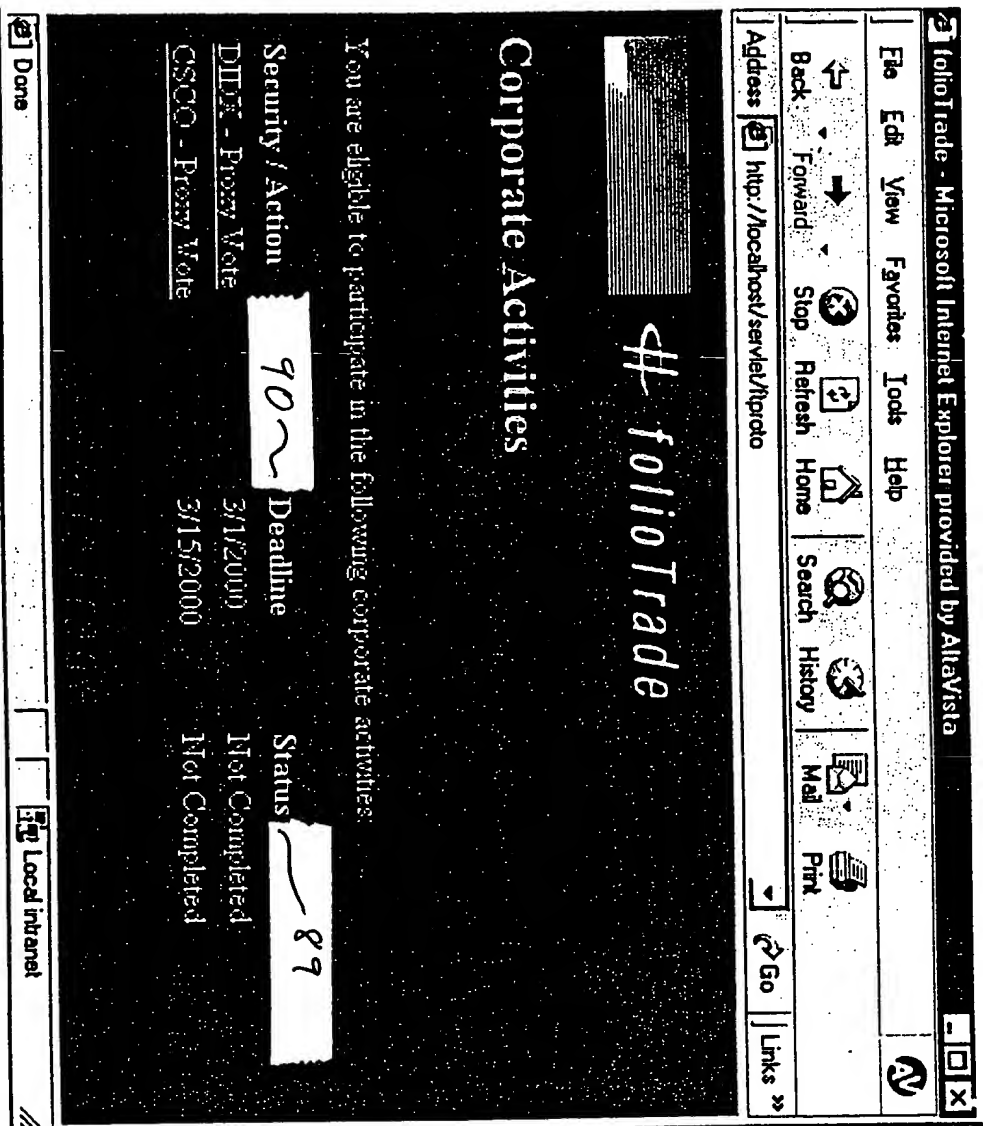 folioTrade - Microsoft Internet Explorer provided by AltaVista
File Edit View Favorites Tools Help
Back Forward Stop Refresh Home Search History Mail Print
Address http://localhost/servlet/ftproto Go Links »
folioTrade
Corporate Activities
You are eligible to participate in the following corporate activities:
Security / Action 90 Deadline Status 89
Proxy Vote 3/1/2000 Not Completed
CSCO - Proxy Vote 3/15/2000 Not Completed
Done Local intranet